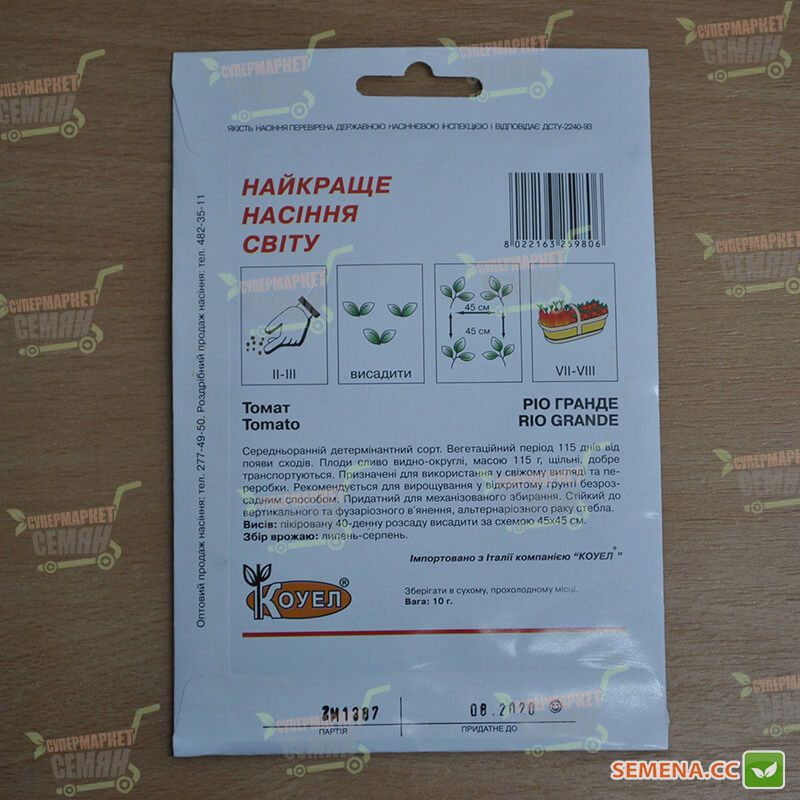 ЯКІСТЬ НАСІННЯ ПЕРЕВІРЕНА ДЕРЖАВНОЮ НАСІННЄВОЮ ІНСПЕКЦІЄЮ І ВІДПОВІДАЄ ДСТУ-2240-93
НАЙКРАЩЕ
НАСІННЯ
СВІТУ
8 022163 259806
II-III
висадити
45 см
45 см
VII-VIII
Томат
Tomato
РІО ГРАНДЕ
RIO GRANDE
Середньоранній детермінантний сорт. Вегетаційний період 115 днів від
появи сходів. Плоди сливо видно-округлі, масою 115 г, щільні, добре
транспортуються. Призначені для використання у свіжому вигляді та пе-
реробки. Рекомендується для вирощування у відкритому грунті безроз-
садним способом. Придатний для механізованого збирання. Стійкий до
вертикального та фузаріозного в'янення, альтернаріозного раку стебла.
Висів: піківрану 40-денну розсаду висадити за схемою 45х45 см.
Збір врожаю: липень-серпень.
Імпортовано з Італії компанією "КОУЕЛ®"
КОУЕЛ®
Зберігати в сухому, прохолодному місці.
Вага: 10 г.
ЗМ1387
ПАРТІЯ
08.2020
ПРИДАТНЕ ДО
Оптовий продаж насіння: тел. 277-49-50. Роздрібний продаж насіння: тел. 482-35-11
СУПЕРМАРКЕТ
СЕМЯН
SEMENA.CC